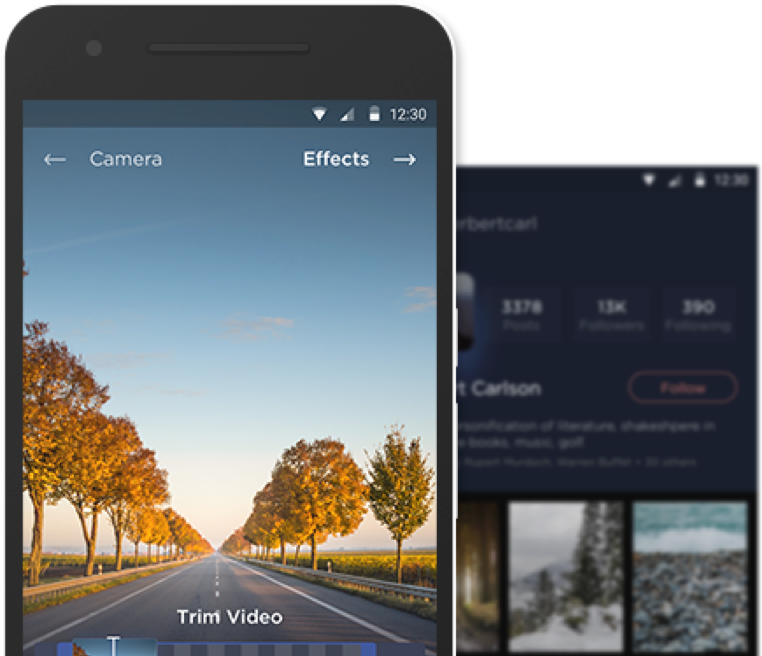 12:30
Camera
Effects
Trim Video
12:30
rbertcarl
3378
13K
390
Posts
Followers
Following
t Carlson
Follow
rsonification of literature, shakeshpere in
books, music, golf
Rupert Murdoch, Warren Buffet + 20 others